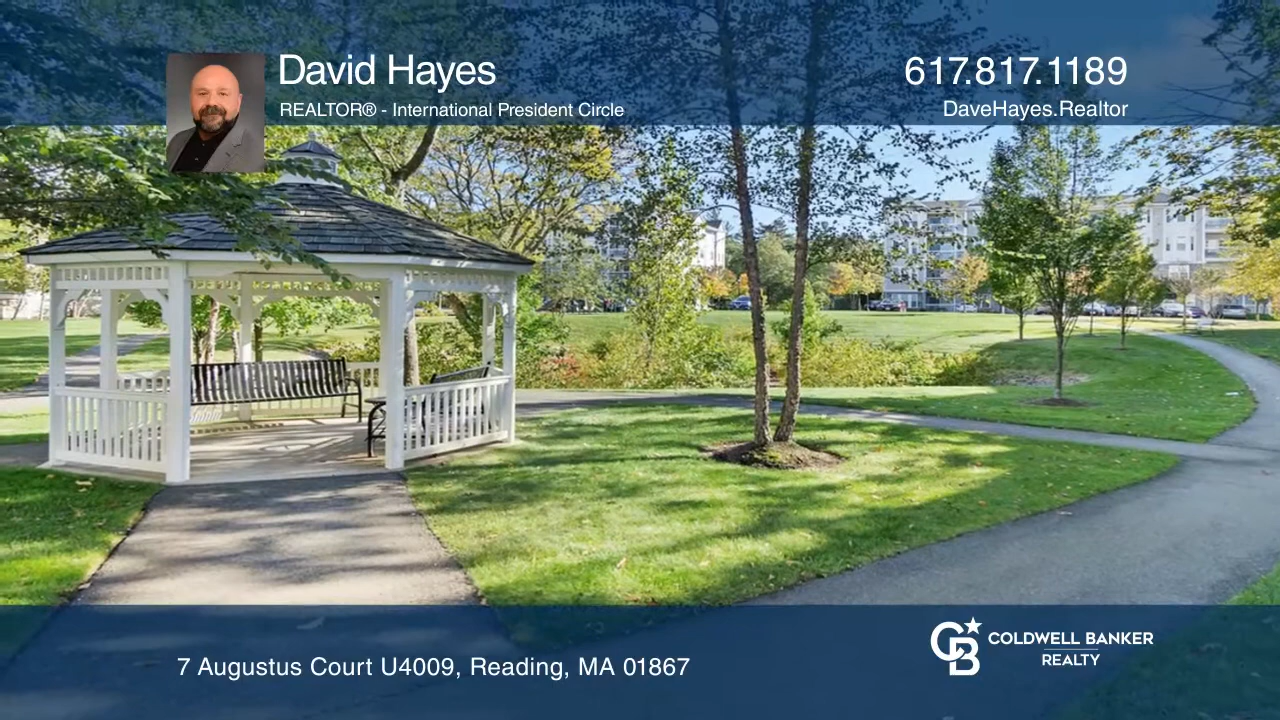 David Hayes
REALTOR® - International President Circle
617.817.1189
DaveHayes.Realtor
7 Augustus Court U4009, Reading, MA 01867
CB
COLDWELL BANKER
REALTY